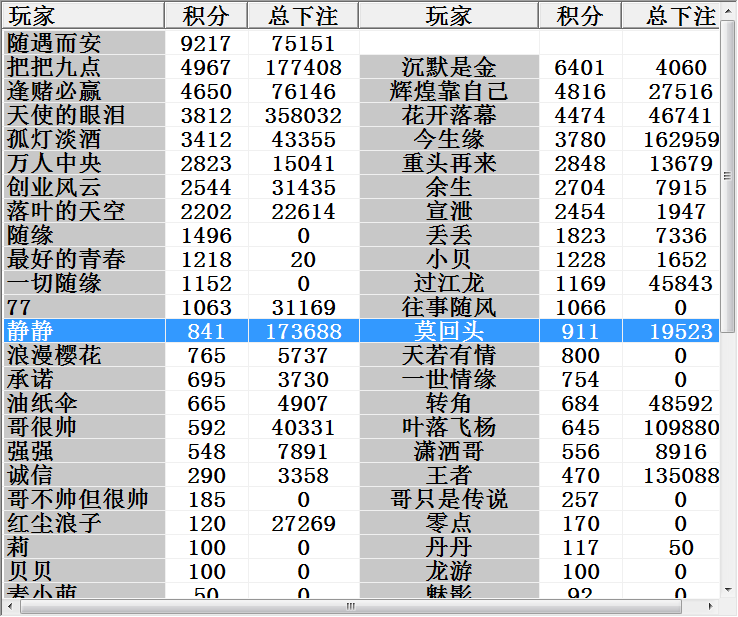 玩家 积分 总下注 玩家 积分 总下注
随遇而安 9217 75151
把把九点 4967 177408 沉默是金 6401 4060
逢赌必赢 4650 76146 辉煌靠自己 4816 27516
天使的眼泪 3812 358032 花开落幕 4474 46741
孤灯淡酒 3412 43355 今生缘 3780 162959
万人中央 2823 15041 重头再来 2848 13679
创业风云 2544 31435 余生 2704 7915
落叶的天空 2202 22614 宣泄 2454 1947
随缘 1496 0 丢丢 1823 7336
最好的青春 1218 20 小贝 1228 1652
一切随缘 1152 0 过江龙 1169 45843
77 1063 31169 往事随风 1066 0
静静 841 173688 莫回头 911 19523
浪漫樱花 765 5737 天若有情 800 0
承诺 695 3730 一世情缘 754 0
油纸伞 665 4907 转角 684 48592
哥很帅 592 40331 叶落飞杨 645 109880
强强 548 7891 潇洒哥 556 8916
诚信 290 3358 王者 470 135088
哥不帅但很帅 185 0 哥只是传说 257 0
红尘浪子 120 27269 零点 170 0
莉 100 0 丹丹 117 50
贝贝 100 0 龙游 100 0
麦小萌 50 0 魅影 92 0